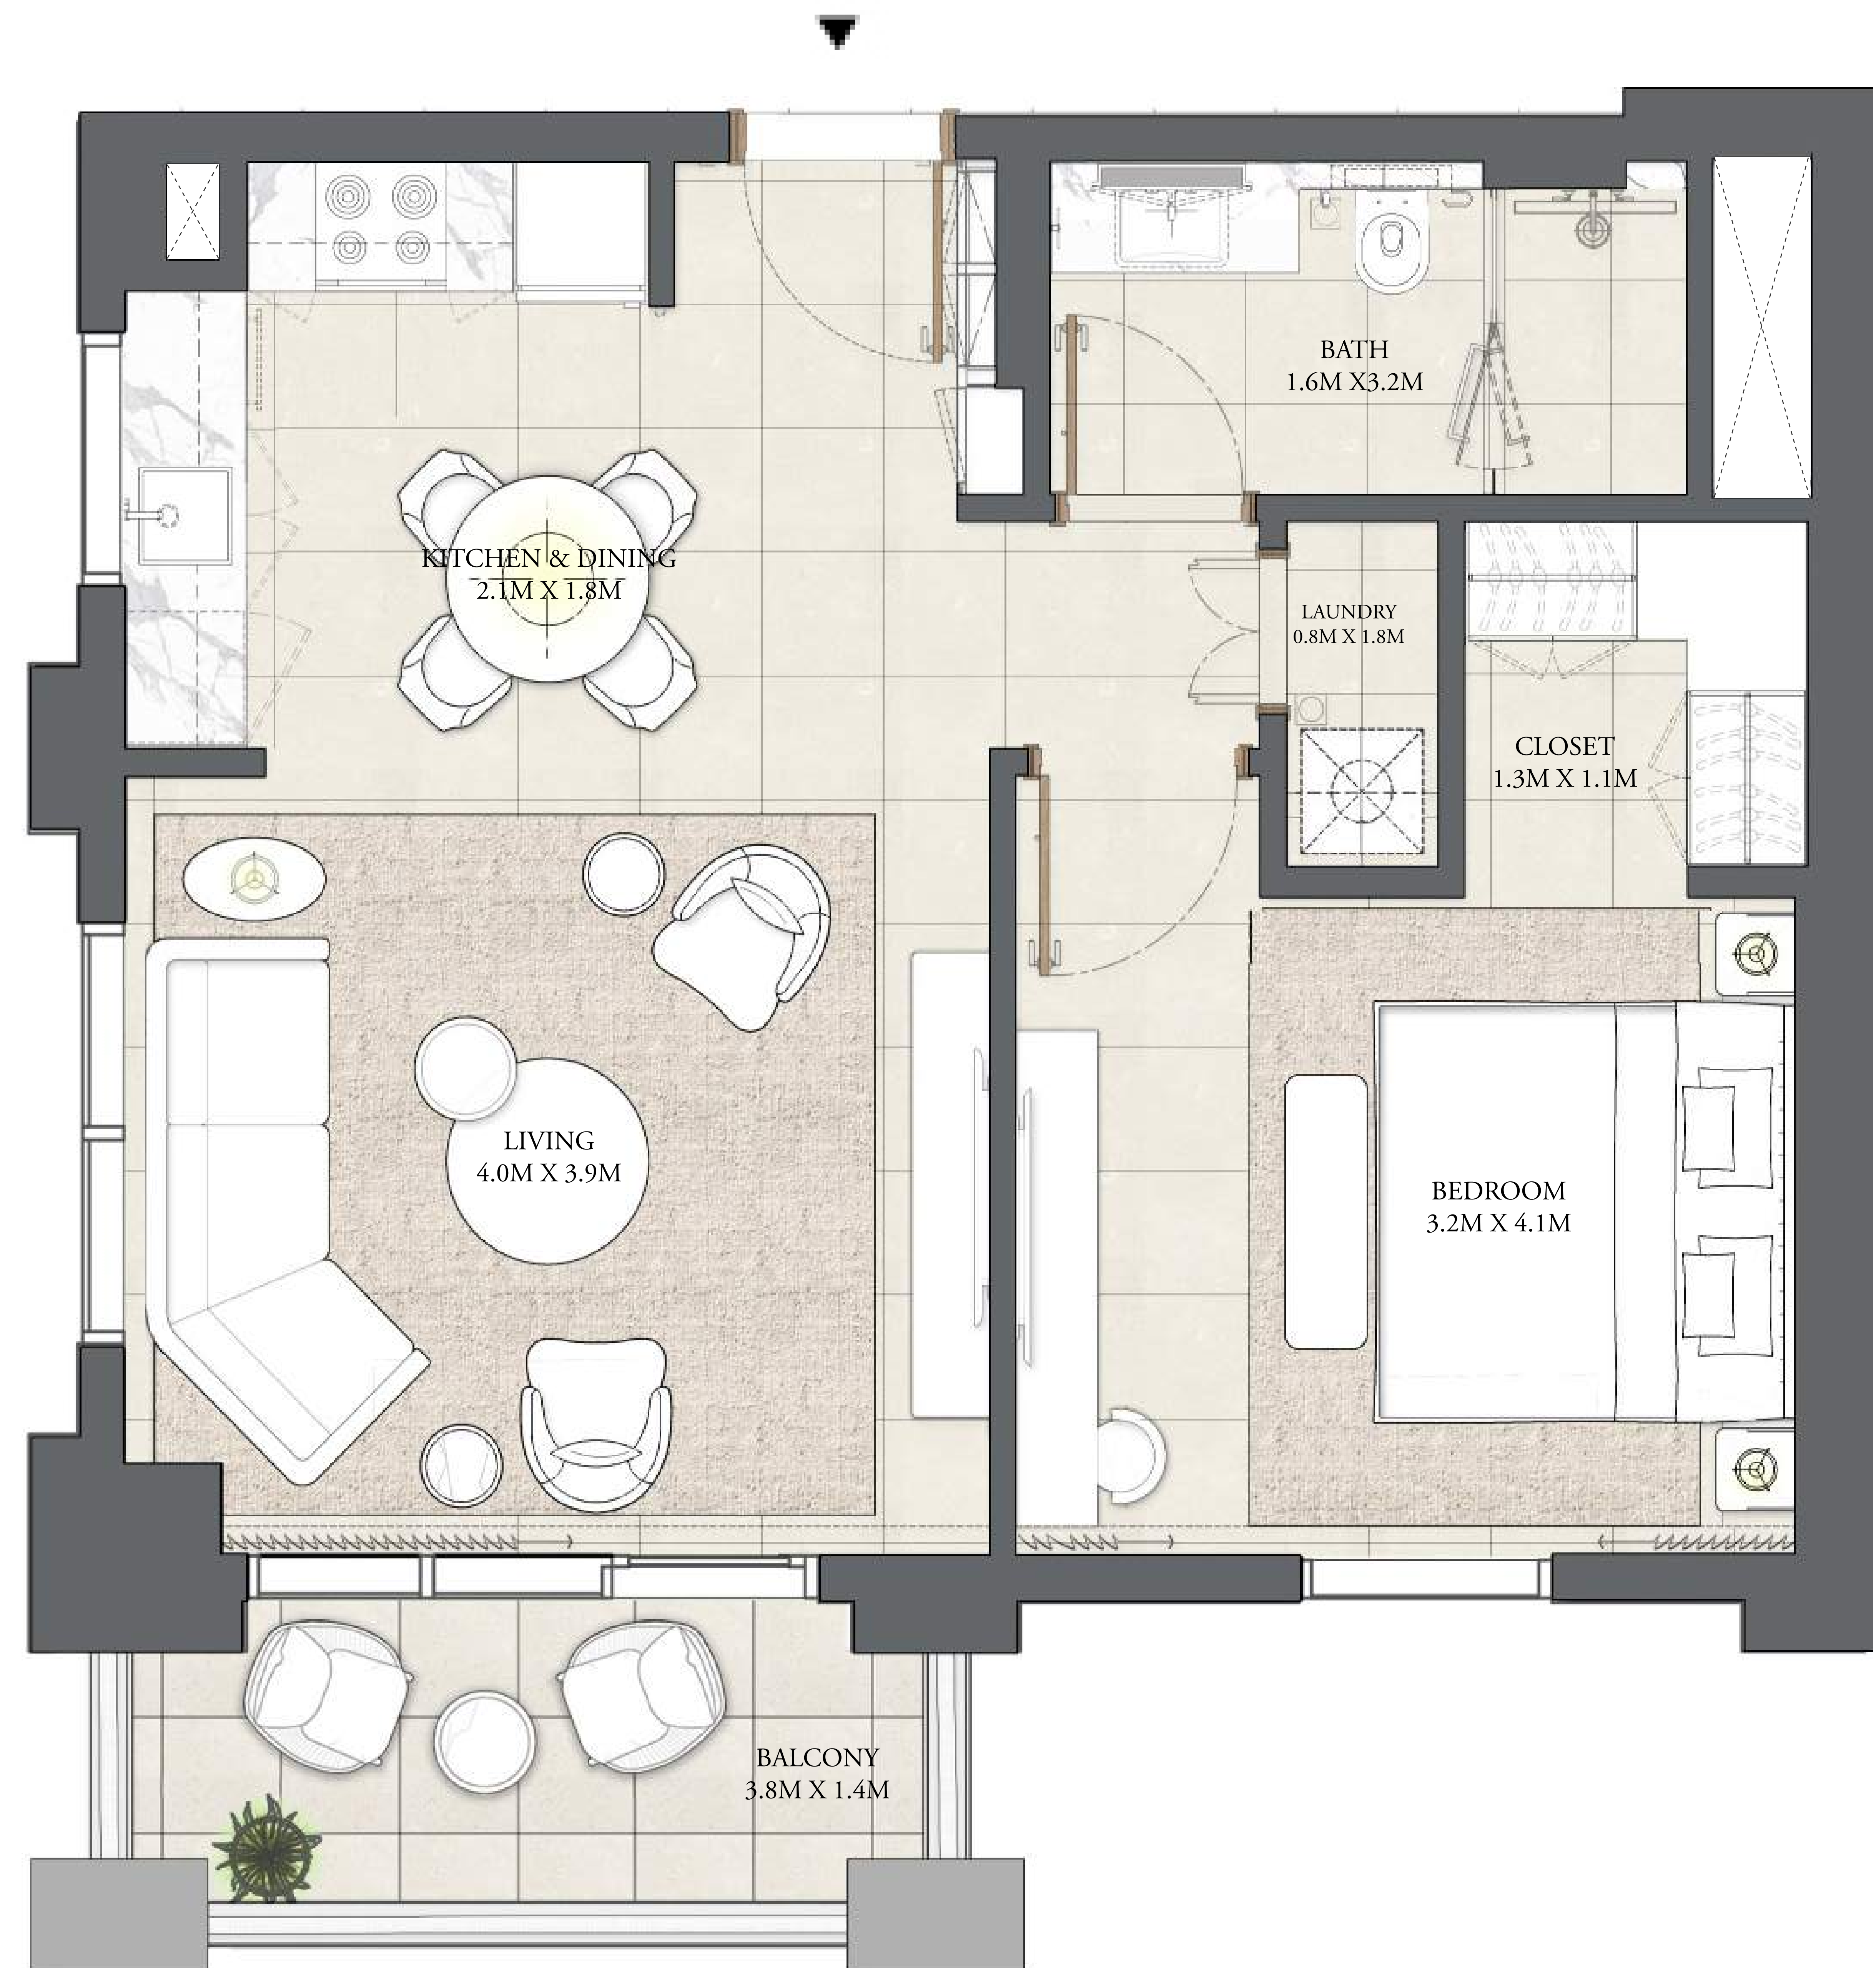 BATH
1.6M X3.2M
KITCHEN & DINING
2.1M X 1.8M
LAUNDRY
0.8M X 1.8M
CLOSET
1.3M X 1.1M
LIVING
4.0M X 3.9M
BEDROOM
3.2M X 4.1M
BALCONY
3.8M X 1.4M